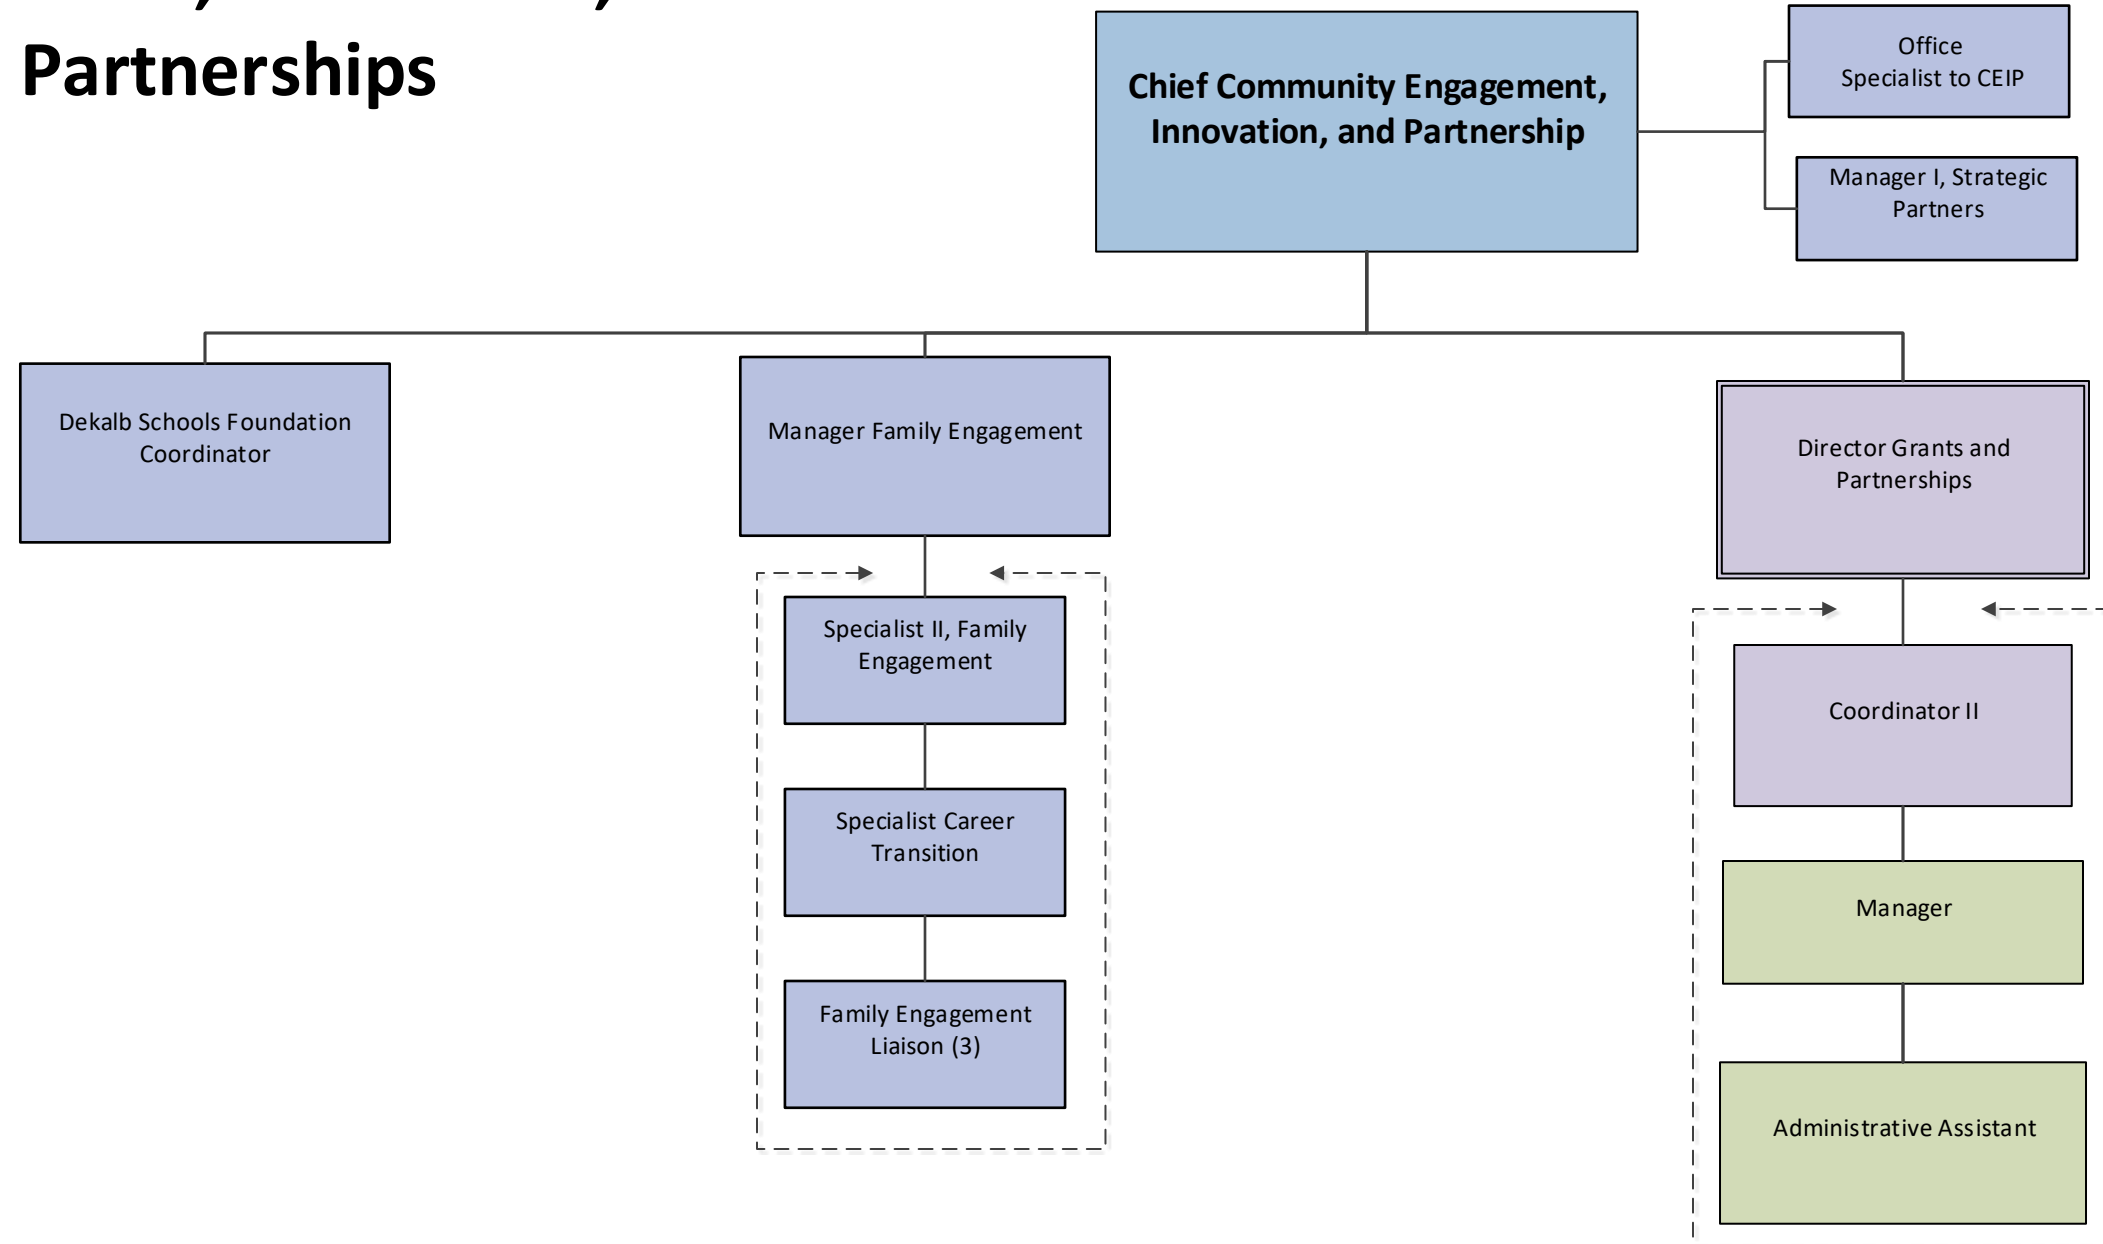 Partnerships
Chief Community Engagement,
Innovation, and Partnership
Office
Specialist to CEIP
Manager I, Strategic
Partners
Dekalb Schools Foundation
Coordinator
Manager Family Engagement
Director Grants and
Partnerships
Specialist II, Family
Engagement
Coordinator II
Specialist Career
Transition
Manager
Family Engagement
Liaison (3)
Administrative Assistant